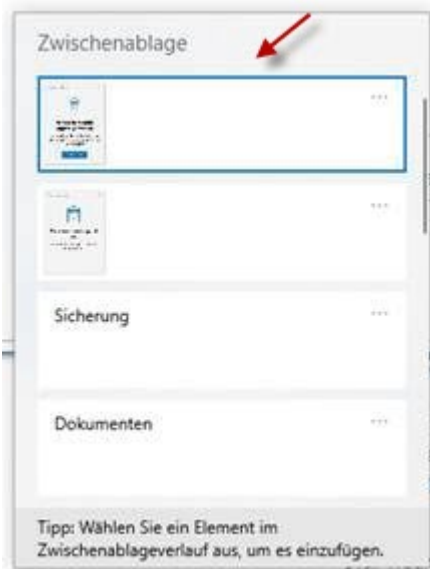 Zwischenablage
Sicherung
Dokumenten
Tipp: Wählen Sie ein Element im
Zwischenablageverlauf aus, um es einzufügen.